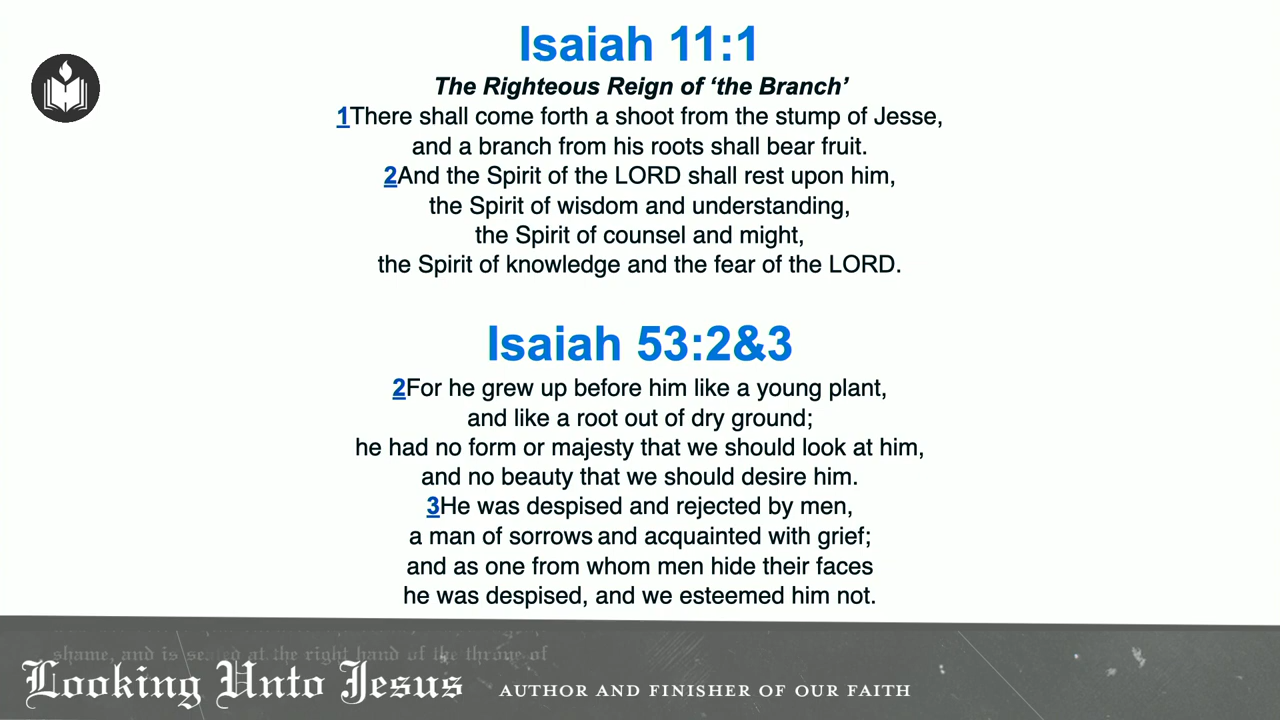 Isaiah 11:1
The Righteous Reign of ‘the Branch’
1There shall come forth a shoot from the stump of Jesse,
and a branch from his roots shall bear fruit.
2And the Spirit of the LORD shall rest upon him,
the Spirit of wisdom and understanding,
the Spirit of counsel and might,
the Spirit of knowledge and the fear of the LORD.
Isaiah 53:2&3
2For he grew up before him like a young plant,
and like a root out of dry ground;
he had no form or majesty that we should look at him,
and no beauty that we should desire him.
3He was despised and rejected by men,
a man of sorrows and acquainted with grief;
and as one from whom men hide their faces
he was despised, and we esteemed him not.
shame, and is seated at the right hand of the throne of
Looking Unto Jesus
AUTHOR AND FINISHER OF OUR FAITH